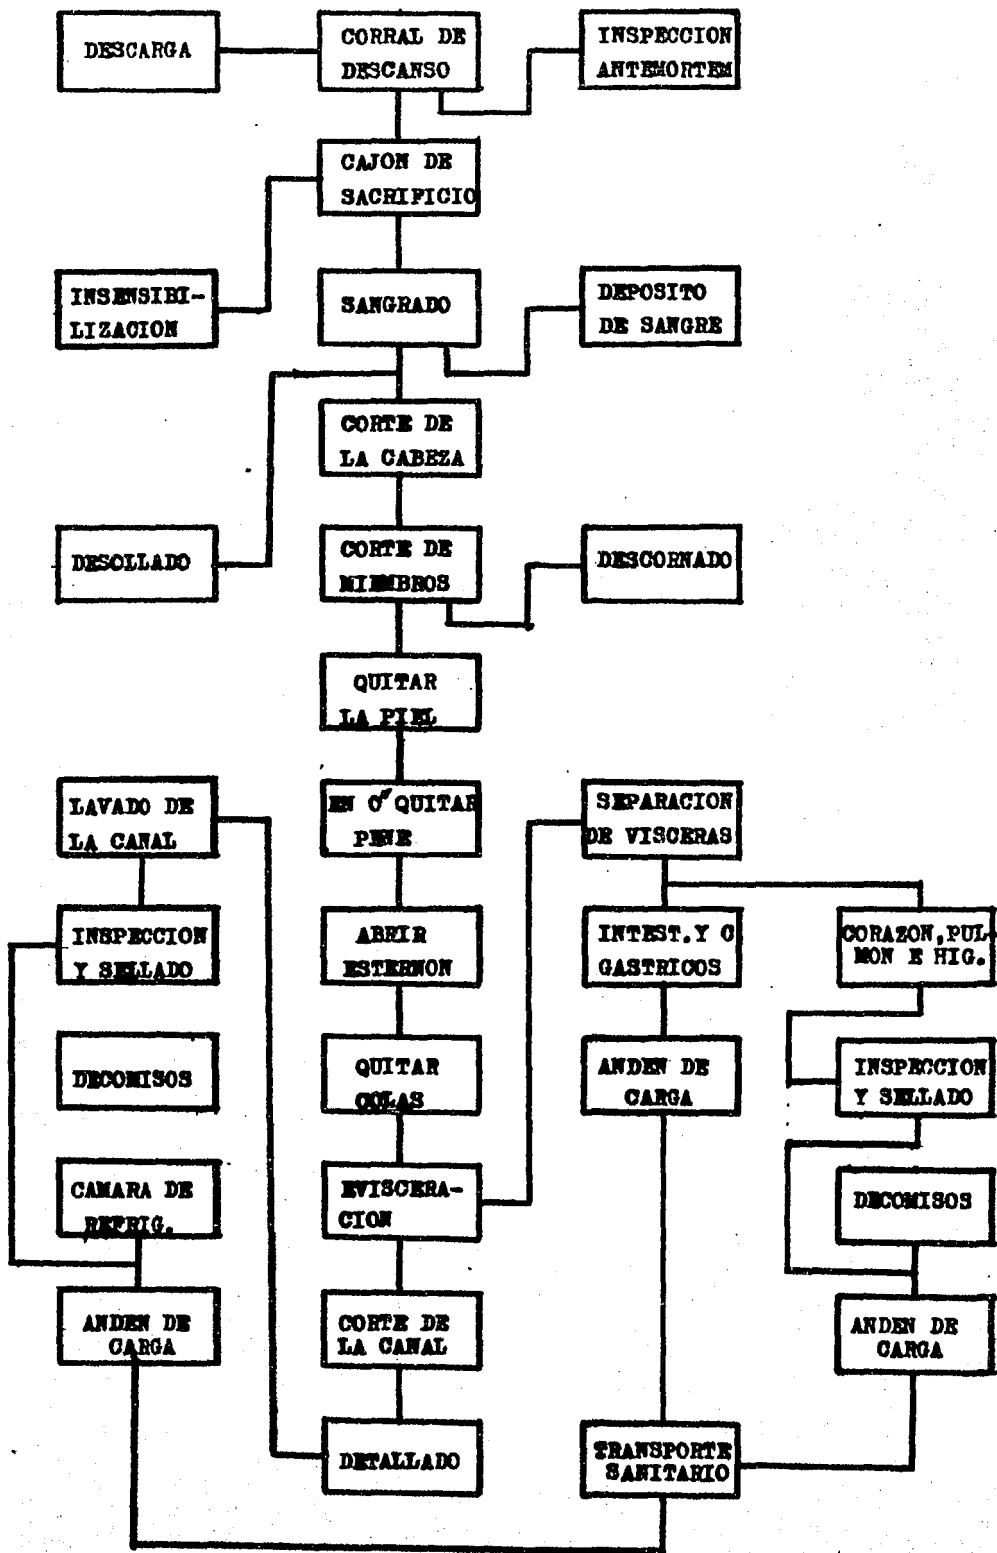 DESCARGA
CORRAL DE
DESCANSO
INSPECCION
ANTEMORTEM
CAJON DE
SACRIFICIO
INSENSIBI-
LIZACION
SANGRADO
DEPOSITO
DE SANGRE
CORTE DE
LA CABEZA
DESOLLADO
CORTE DE
MIEMBROS
DESCORNADO
QUITAR
LA PIEL
LAVADO DE
LA CANAL
EN O♂ QUITAR
PENE
SEPARACION
DE VISCERAS
INSPECCION
Y SELLADO
ABRIR
ESTERNON
INTEST. Y C
GASTRICOS
CORAZON, PUL-
MON E HIG.
DECOMISOS
QUITAR
COLAS
ANDEN DE
CARGA
INSPECCION
Y SELLADO
CAMARA DE
REFRIG.
EVISCERA-
CION
DECOMISOS
ANDEN DE
CARGA
CORTE DE
LA CANAL
ANDEN DE
CARGA
DETALLADO
TRANSPORTE
SANITARIO